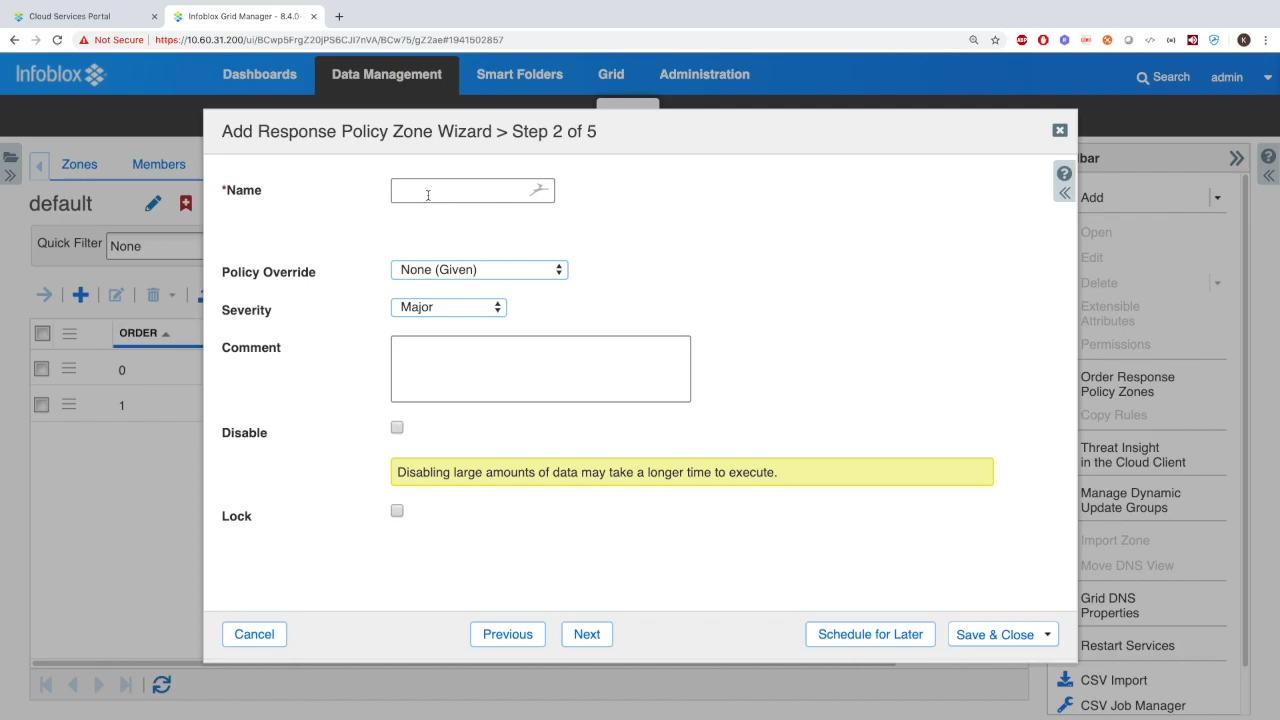 Cloud Services Portal
Infoblox Grid Manager - 8.4.0-
Not Secure
https://10.60.31.200/ui/BCwp5FrgZ20jPS6CJI7nVA/BCw75/gZ2ae#1941502857
Infoblox
Dashboards
Data Management
Smart Folders
Grid
Administration
Search
admin
Add Response Policy Zone Wizard > Step 2 of 5
Zones
Members
default
Quick Filter
None
ORDER
0
1
*Name
Policy Override
None (Given)
Severity
Major
Comment
Disable
Disabling large amounts of data may take a longer time to execute.
Lock
Cancel
Previous
Next
Schedule for Later
Save & Close
bar
Add
Open
Edit
Delete
Extensible
Attributes
Permissions
Order Response
Policy Zones
Copy Rules
Threat Insight
in the Cloud Client
Manage Dynamic
Update Groups
Import Zone
Move DNS View
Grid DNS
Properties
Restart Services
CSV Import
CSV Job Manager